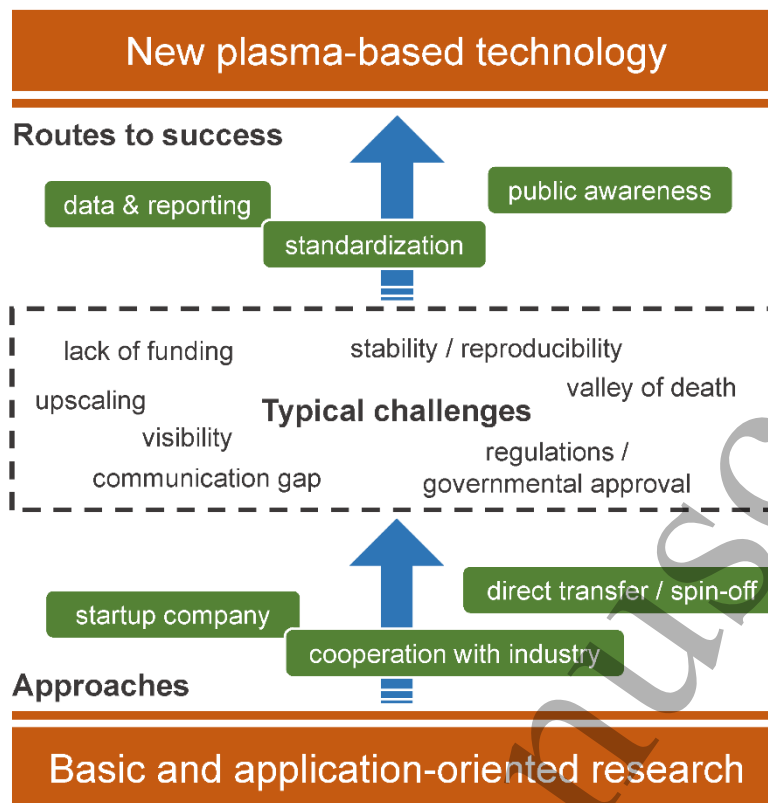 New plasma-based technology
Routes to success
public awareness
data & reporting
standardization
lack of funding
stability / reproducibility
valley of death
upscaling
Typical challenges
visibility
regulations /
governmental approval
communication gap
direct transfer / spin-off
startup company
cooperation with industry
Approaches
Basic and application-oriented research